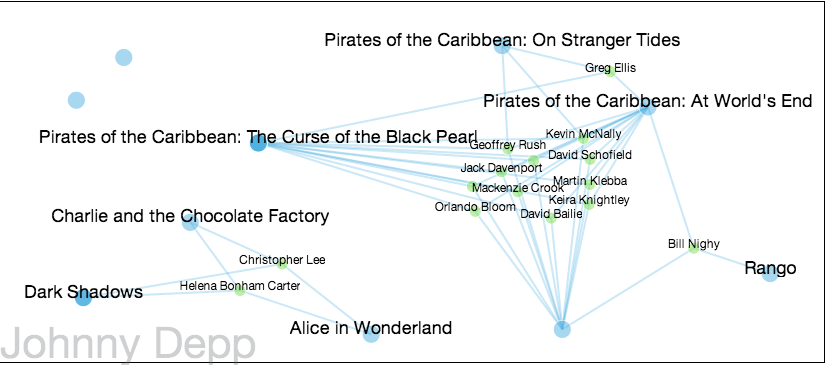 Pirates of the Caribbean: On Stranger Tides
Greg Ellis
Pirates of the Caribbean: At World's End
Pirates of the Caribbean: The Curse of the Black Pearl
Kevin McNally
Geoffrey Rush
David Schofield
Jack Davenport
Martin Klebba
Mackenzie Crook
Keira Knightley
Orlando Bloom
David Bailie
Charlie and the Chocolate Factory
Bill Nighy
Christopher Lee
Rango
Helena Bonham Carter
Dark Shadows
Alice in Wonderland
Johnny Depp